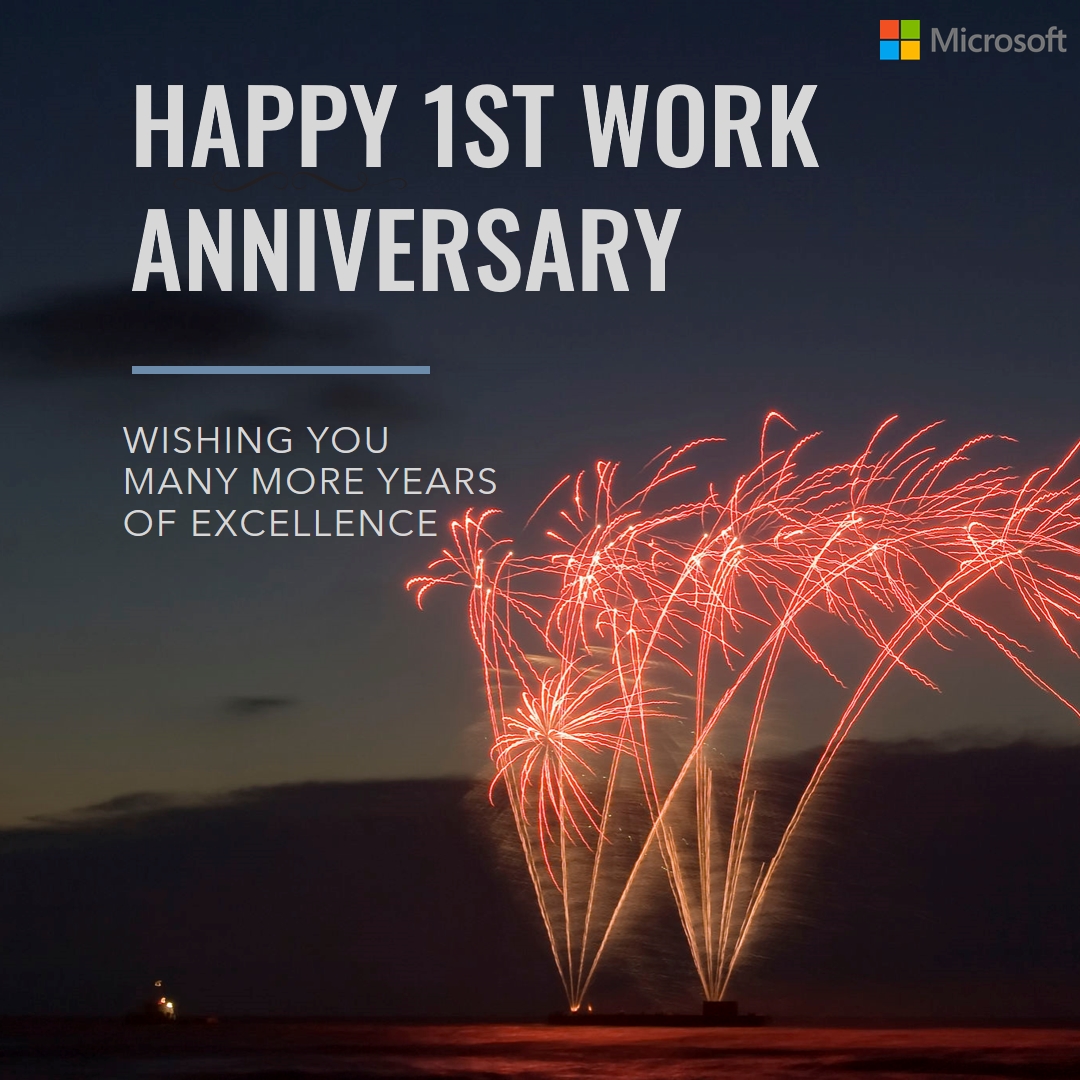 Microsoft
HAPPY 1ST WORK
ANNIVERSARY
WISHING YOU
MANY MORE YEARS
OF EXCELLENCE